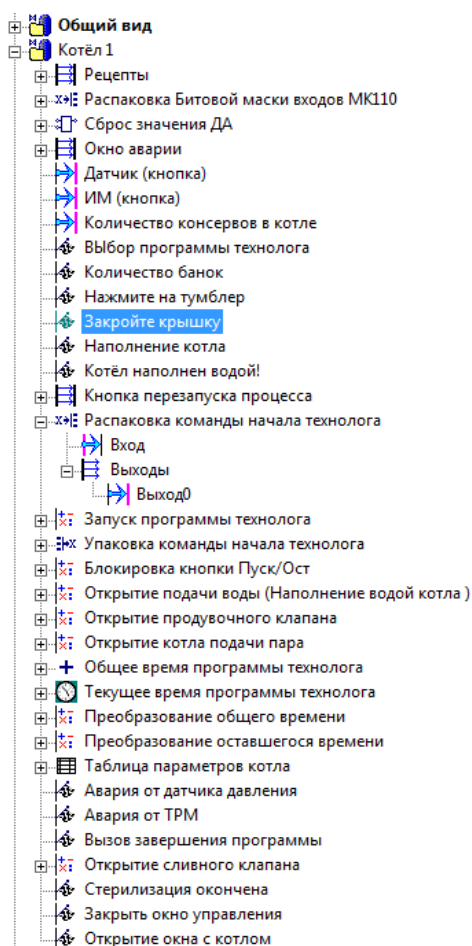 Общий вид
Котёл 1
Рецепты
Распаковка Битовой маски входов МК110
Сброс значения ДА
Окно аварии
Датчик (кнопка)
ИМ (кнопка)
Количество консервов в котле
ВЫбор программы технолога
Количество банок
Нажмите на тумблер
Закройте крышку
Наполнение котла
Котёл наполнен водой!
Кнопка перезапуска процесса
Распаковка команды начала технолога
Вход
Выходы
Выход0
Запуск программы технолога
Упаковка команды начала технолога
Блокировка кнопки Пуск/Ост
Открытие подачи воды (Наполнение водой котла )
Открытие продувочного клапана
Открытие котла подачи пара
Общее время программы технолога
Текущее время программы технолога
Преобразование общего времени
Преобразование оставшегося времени
Таблица параметров котла
Авария от датчика давления
Авария от ТРМ
Вызов завершения программы
Открытие сливного клапана
Стерилизация окончена
Закрыть окно управления
Открытие окна с котлом